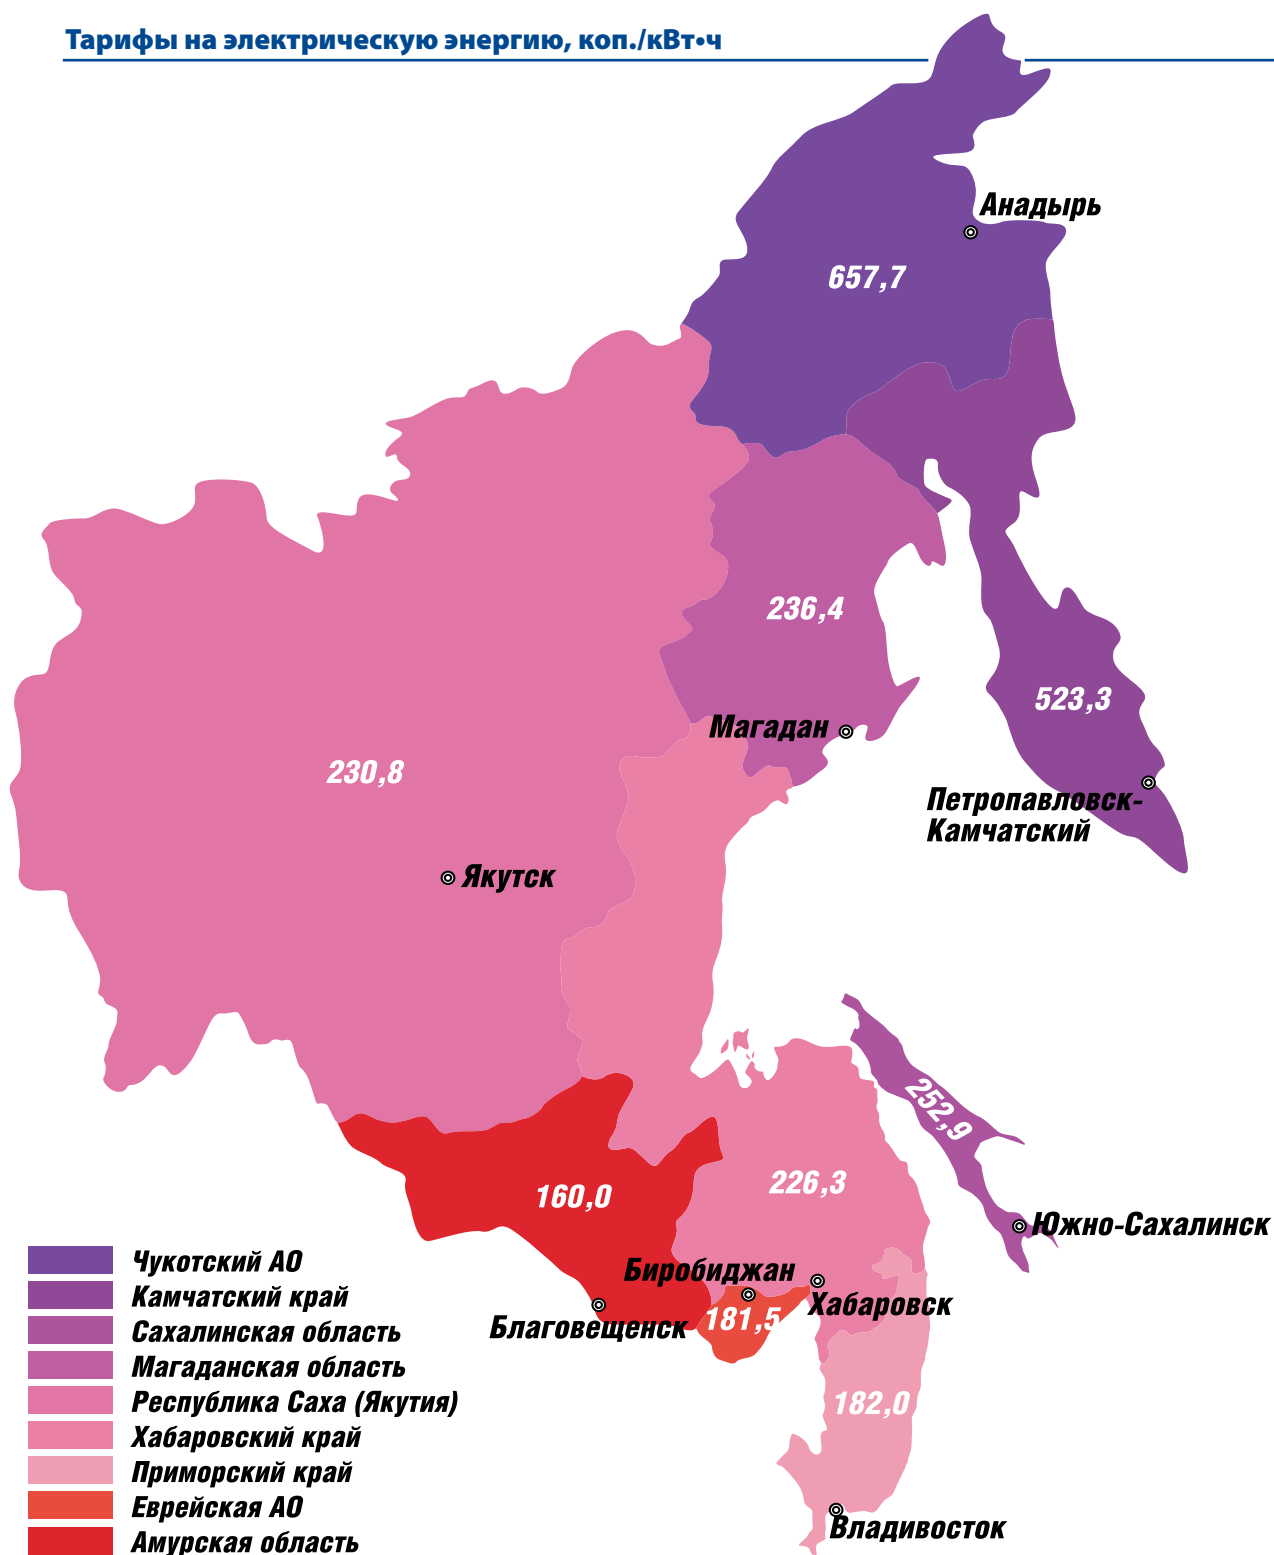 Тарифы на электрическую энергию, коп./кВт•ч
Анадырь
657,7
236,4
523,3
Магадан
230,8
Петропавловск-
Камчатский
Якутск
252,9
226,3
160,0
Южно-Сахалинск
Биробиджан
Хабаровск
181,5
Благовещенск
182,0
Владивосток
Чукотский АО
Камчатский край
Сахалинская область
Магаданская область
Республика Саха (Якутия)
Хабаровский край
Приморский край
Еврейская АО
Амурская область